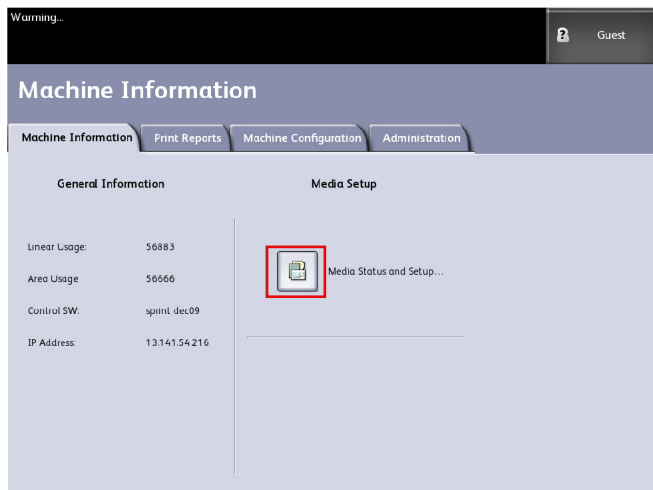 Warming...
Guest
Machine Information
Machine Information
Print Reports
Machine Configuration
Administration
General Information
Media Setup
Linear Usage: 56883
Media Status and Setup...
Area Usage 56666
Control SW: sprint dec09
IP Address: 13.141.54.216